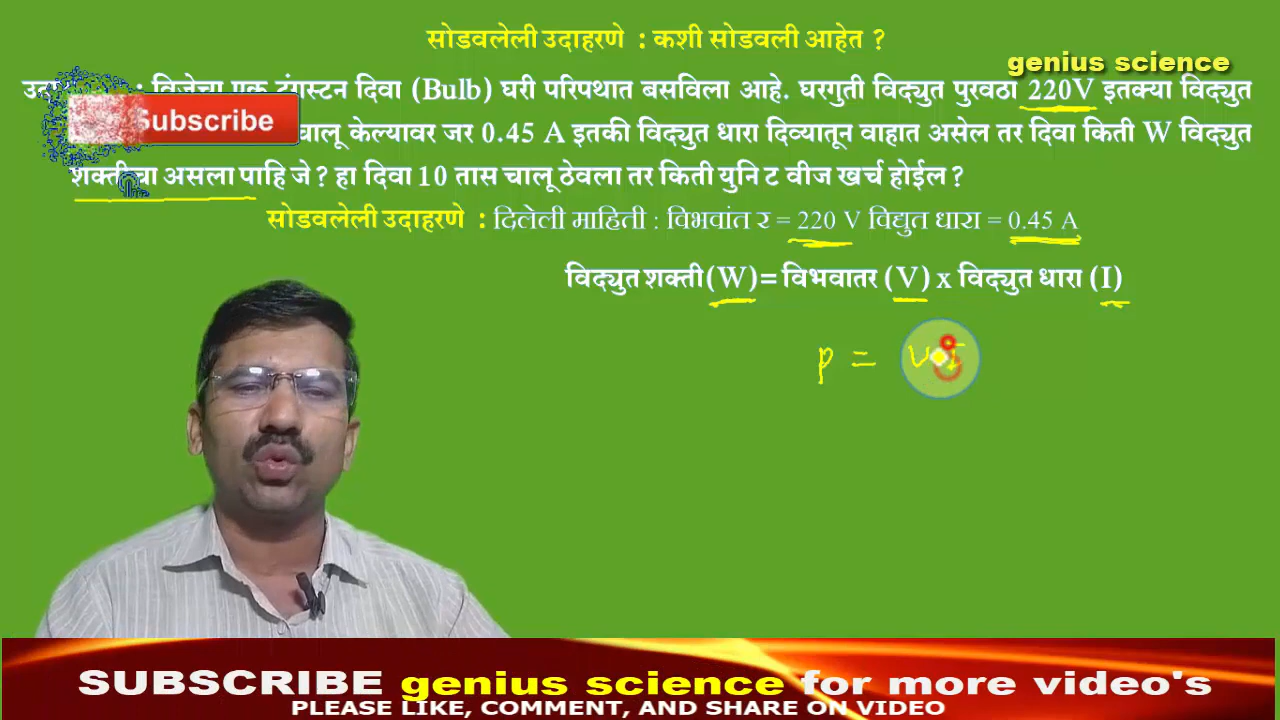 सोडवलेली उदाहरणे : कशी सोडवली आहेत ?
genius science
: विजेचा एक टंगस्टन दिवा (Bulb) घरी परिपथात बसविला आहे. घरगुती विद्युत पुरवठा 220V इतक्या विद्युत
Subscribe
चालू केल्यावर जर 0.45 A इतकी विद्युत धारा दिव्यातून वाहात असेल तर दिवा किती W विद्युत
शक्तीचा असला पाहि जे ? हा दिवा 10 तास चालू ठेवला तर किती युनि ट वीज खर्च होईल ?
सोडवलेली उदाहरणे : दिलेली माहिती : विभवांत र = 220 V विद्युत धारा = 0.45 A
विद्युत शक्ती(W)= विभवातर (V) x विद्युत धारा (I)
P = V I
SUBSCRIBE genius science for more video's
PLEASE LIKE, COMMENT, AND SHARE ON VIDEO